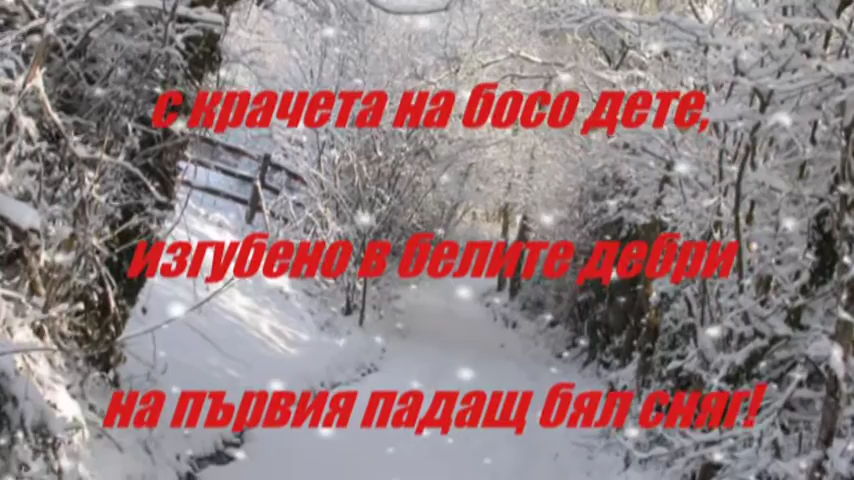 с крачета на босо дете,
изгубено в белите дебри
на първия падащ бял сняг!